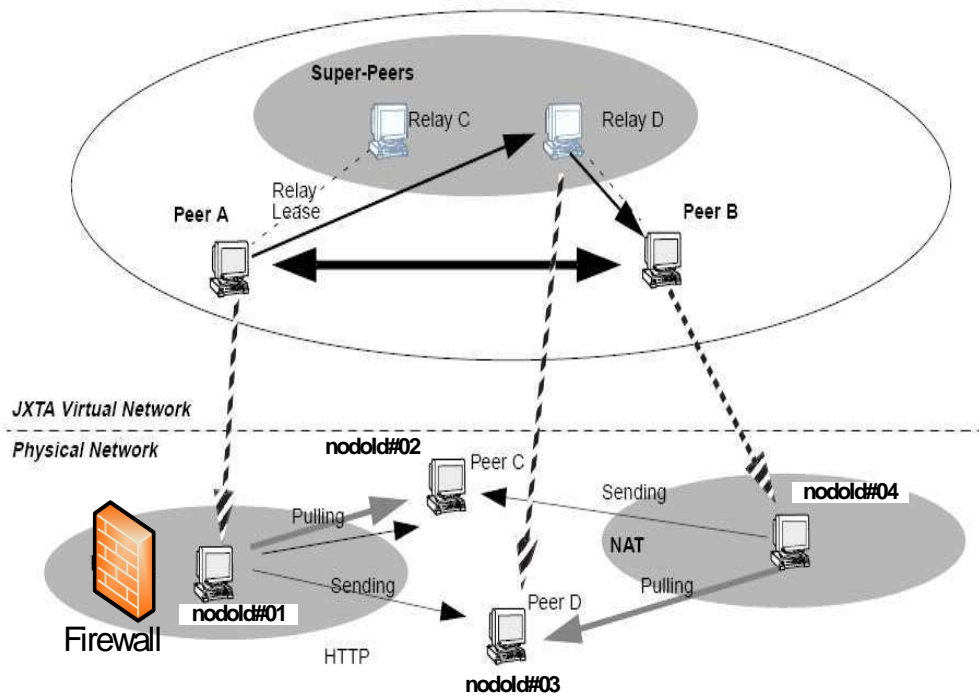 Super-Peers
Relay C
Relay D
Relay
Lease
Peer A
Peer B
JXTA Virtual Network
Physical Network
nodoId#02
Peer C
Sending
nodoId#04
Pulling
NAT
Sending
Pulling
nodoId#01
Peer D
Firewall
HTTP
nodoId#03